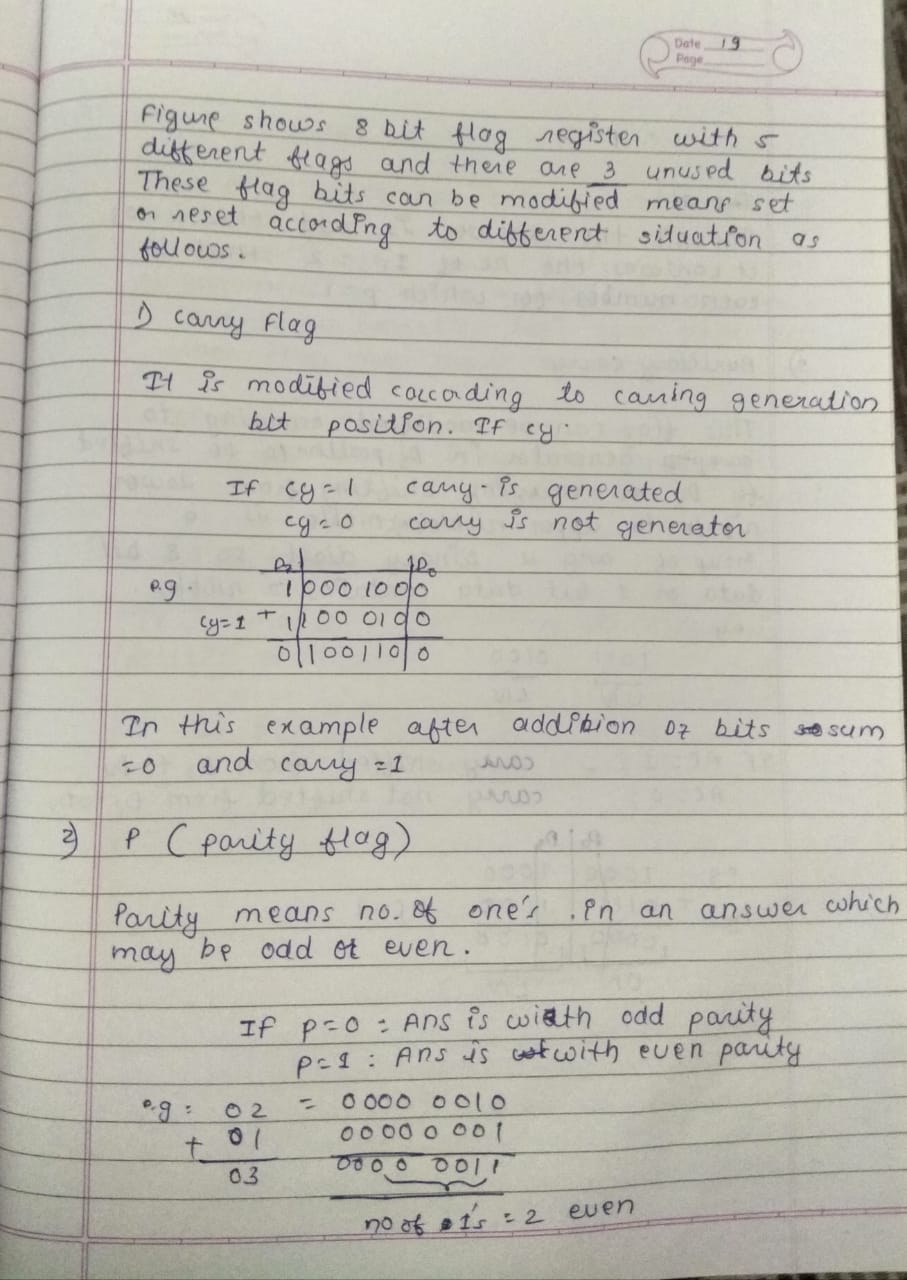 Date 19
Page
Figure shows 8 bit flag register with 5
different flags and there are 3 unused bits
These flag bits can be modified means set
or reset according to different situation as
follows.
1) carry Flag
It is modified coccoding to carring generation
bit position. If cy.
If cy=1 carry is generated
cy=0 carry is not generator
D7 D0
e.g. 1 000 100 0
cy=1 + 1 100 010 0
0 100 110 0
In this example after addition D7 bits so sum
=0 and carry =1
2) P (parity flag)
Parity means no. of one's in an answer which
may be odd or even.
If p=0 : Ans is with odd parity
p=1 : Ans is with even parity
e.g : 02 = 0000 0010
+ 01 0000 0001
03 0000 0011
no of 1's = 2 even